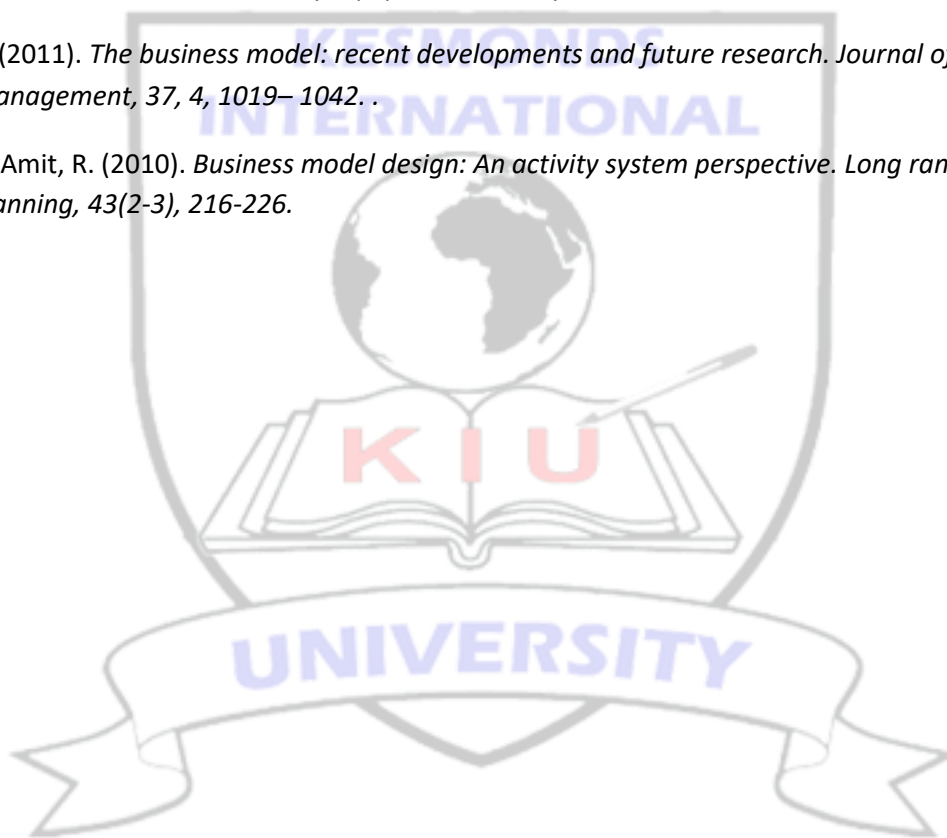 KESMONDS
(2011). The business model: recent developments and future research. Journal of
anagement, 37, 4, 1019– 1042. .
INTERNATIONAL
Amit, R. (2010). Business model design: An activity system perspective. Long ran
anning, 43(2-3), 216-226.
K I U
UNIVERSITY